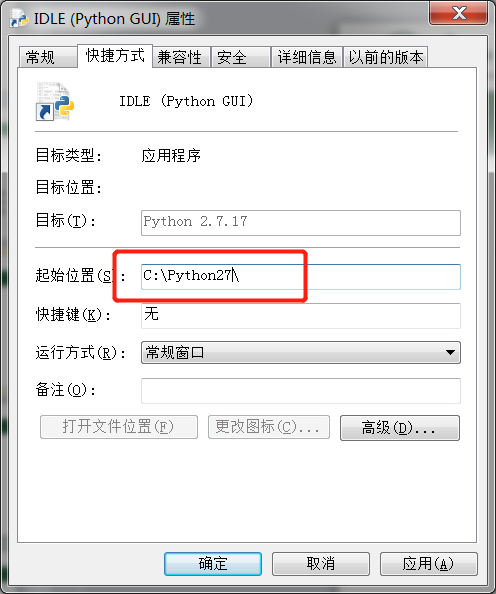 IDLE (Python GUI) 属性
常规 快捷方式 兼容性 安全 详细信息 以前的版本
IDLE (Python GUI)
目标类型: 应用程序
目标位置:
目标(T): Python 2.7.17
起始位置(S): C:\Python27\
快捷键(K): 无
运行方式(R): 常规窗口
备注(O):
打开文件位置(F) 更改图标(C)... 高级(D)...
确定 取消 应用(A)